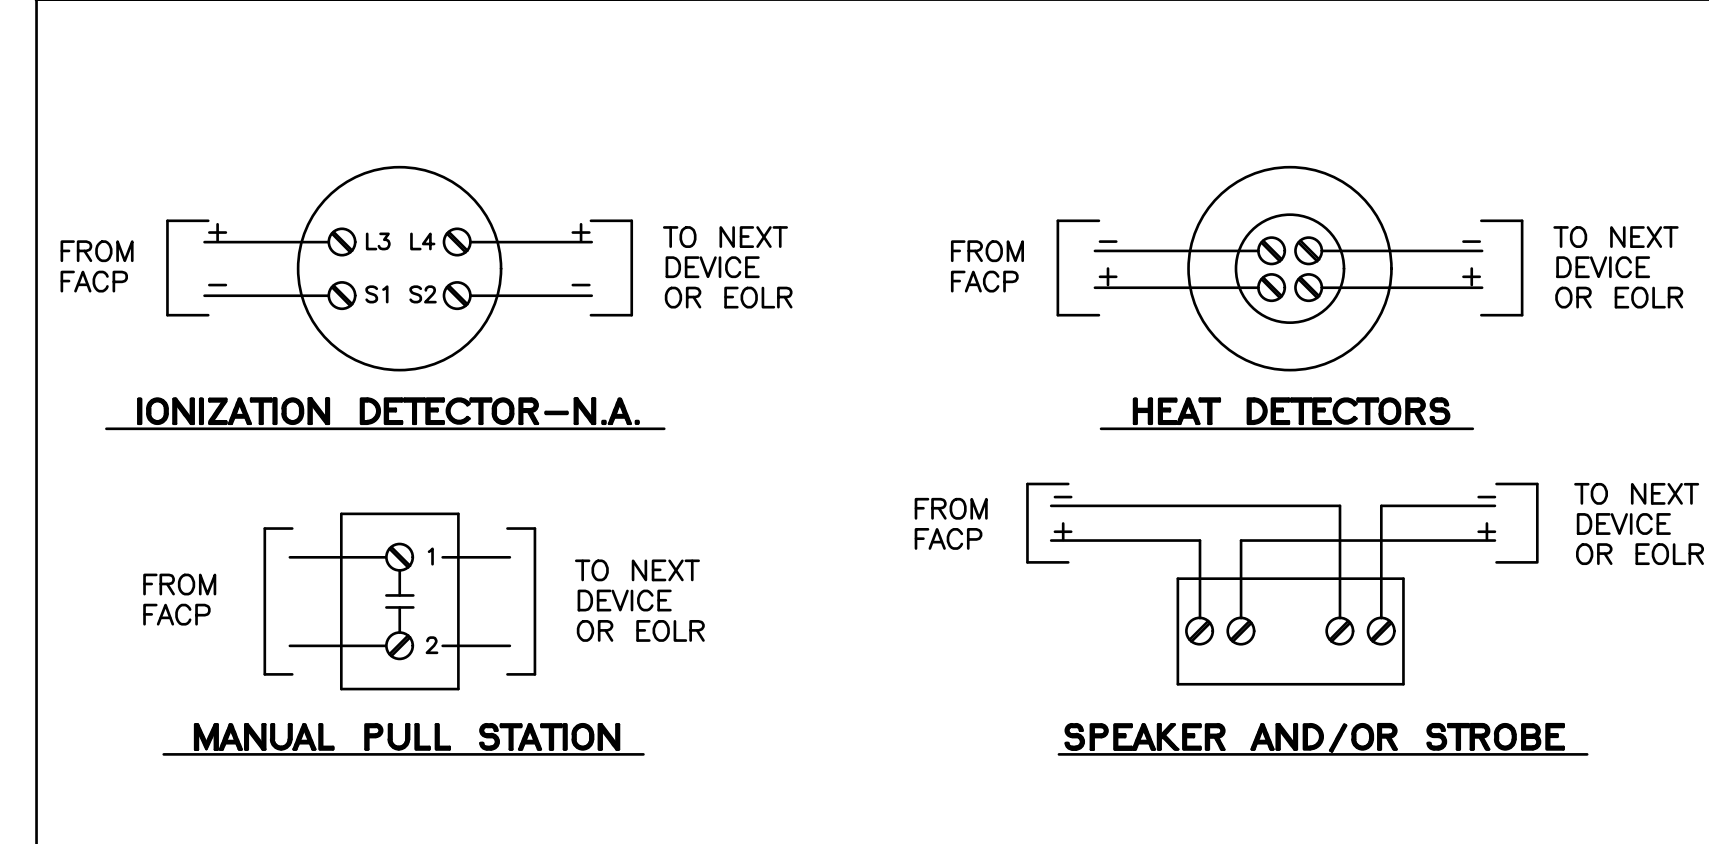 FROM
FACP
+
−
L3 L4
S1 S2
+
−
TO NEXT
DEVICE
OR EOLR
IONIZATION DETECTOR−N.A.
FROM
FACP
−
+
−
+
TO NEXT
DEVICE
OR EOLR
HEAT DETECTORS
FROM
FACP
1
2
TO NEXT
DEVICE
OR EOLR
MANUAL PULL STATION
FROM
FACP
−
+
−
+
TO NEXT
DEVICE
OR EOLR
SPEAKER AND/OR STROBE